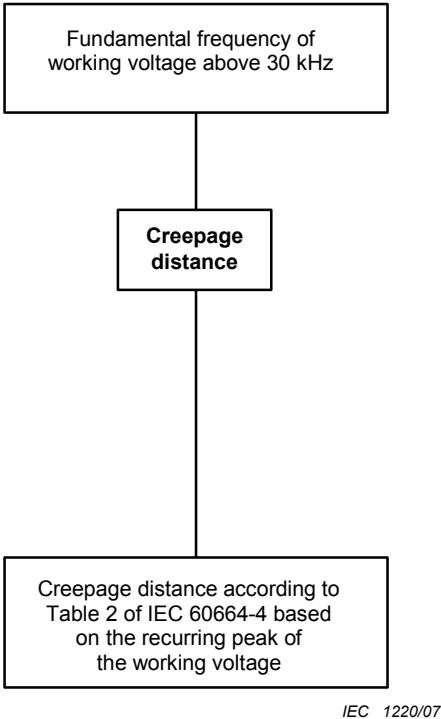 Fundamental frequency of
working voltage above 30 kHz
Creepage
distance
Creepage distance according to
Table 2 of IEC 60664-4 based
on the recurring peak of
the working voltage
IEC 1220/07